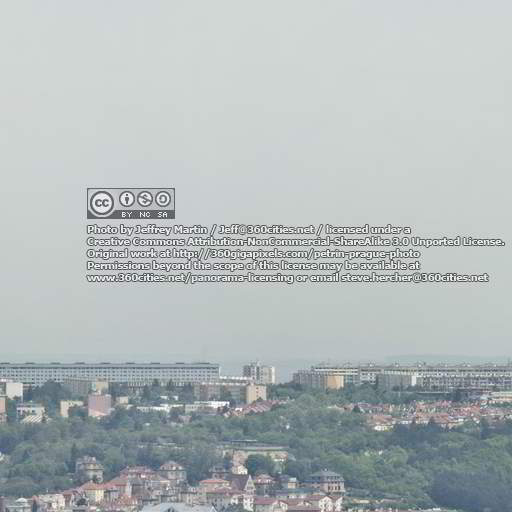 cc
BY NC SA
Photo by Jeffrey Martin / Jeff@360cities.net / licensed under a
Creative Commons Attribution-NonCommercial-ShareAlike 3.0 Unported License.
Original work at http://360gigapixels.com/petrin-prague-photo
Permissions beyond the scope of this license may be available at
www.360cities.net/panorama-licensing or email steve.hercher@360cities.net